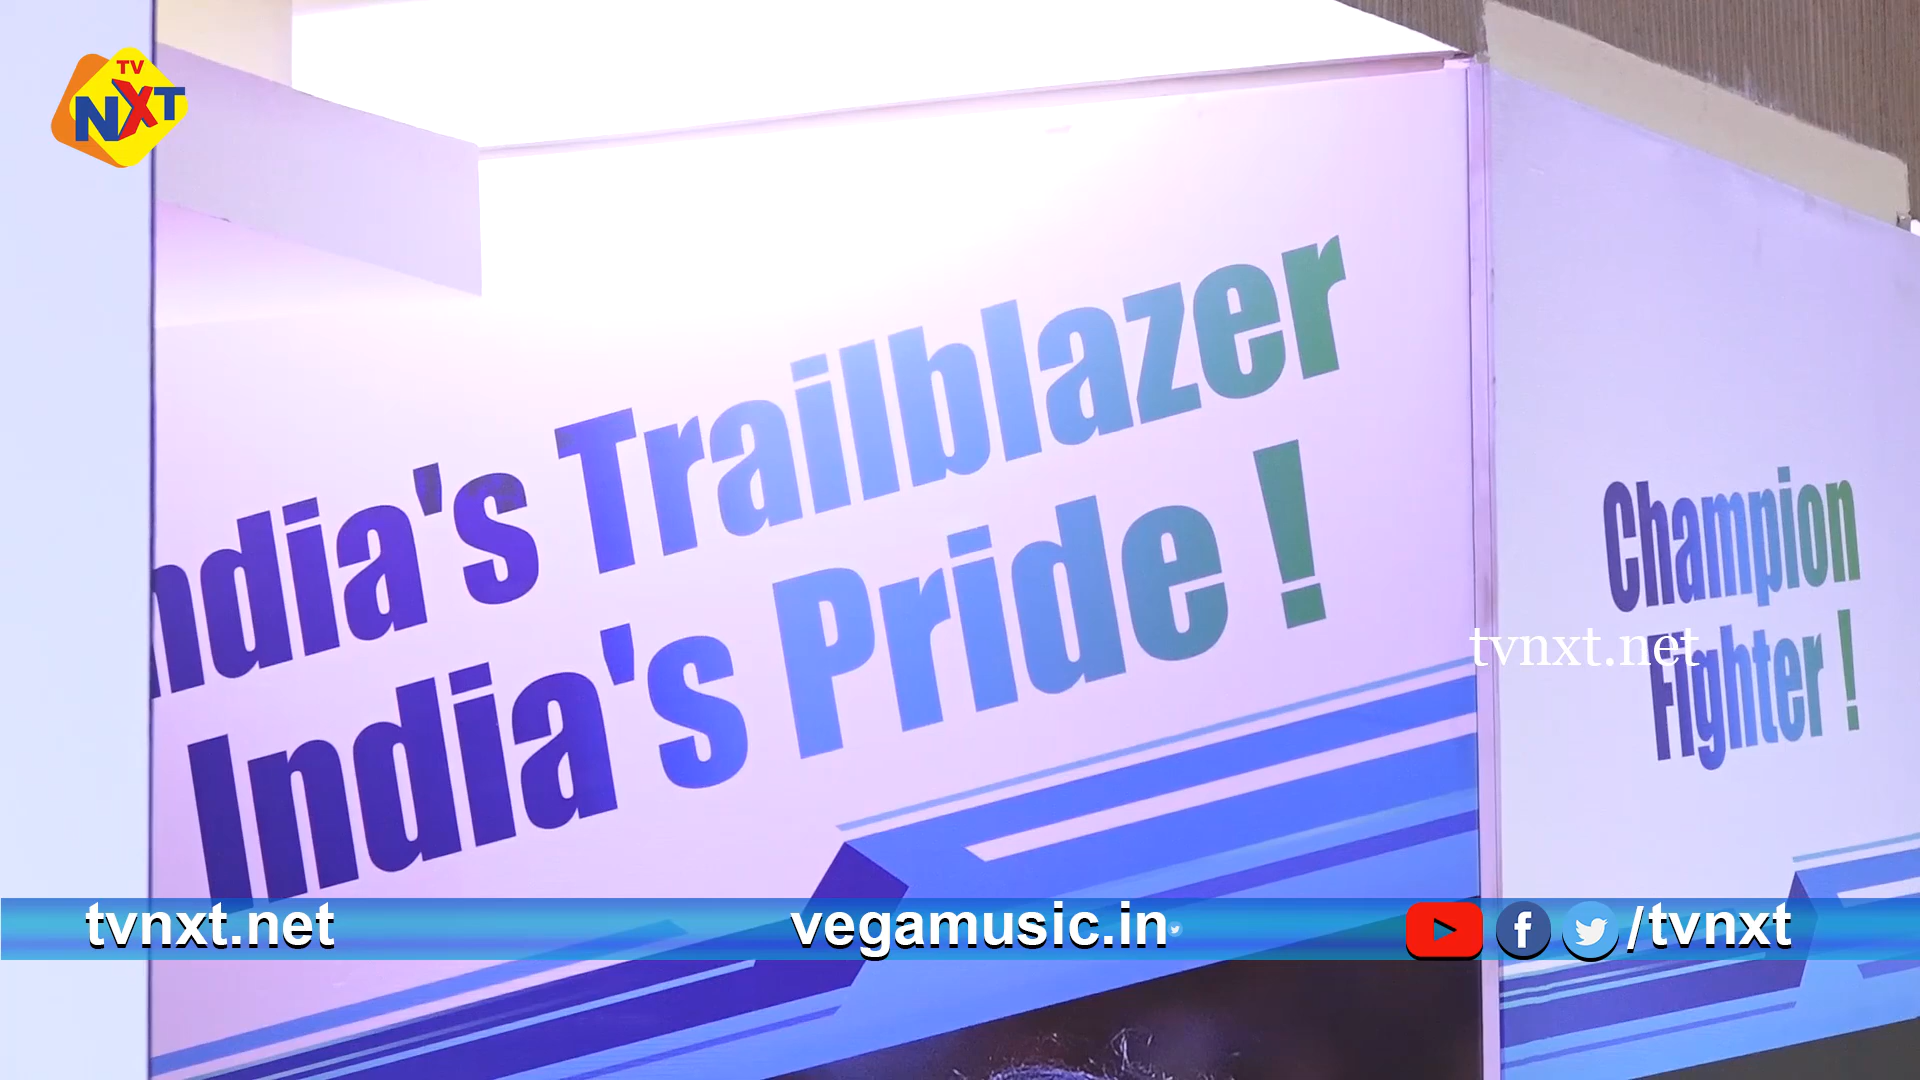 TV
NXT
ndia's Trailblazer
India's Pride !
Champion
Fighter !
tvnxt.net
tvnxt.net
vegamusic.in
/tvnxt